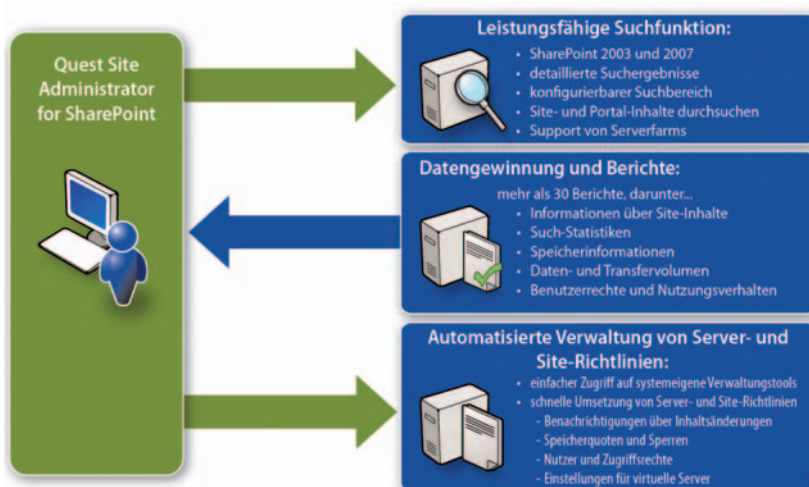 Quest Site
Administrator
for SharePoint
Leistungsfähige Suchfunktion:
• SharePoint 2003 und 2007
• detaillierte Suchergebnisse
• konfigurierbarer Suchbereich
• Site- und Portal-Inhalte durchsuchen
• Support von Serverfarms
Datengewinnung und Berichte:
mehr als 30 Berichte, darunter...
• Informationen über Site-Inhalte
• Such-Statistiken
• Speicherinformationen
• Daten- und Transfervolumen
• Benutzerrechte und Nutzungsverhalten
Automatisierte Verwaltung von Server- und
Site-Richtlinien:
• einfacher Zugriff auf systemeigene Verwaltungstools
• schnelle Umsetzung von Server- und Site-Richtlinien
- Benachrichtigungen über Inhaltsänderungen
- Speicherquoten und Sperren
- Nutzer und Zugriffsrechte
- Einstellungen für virtuelle Server